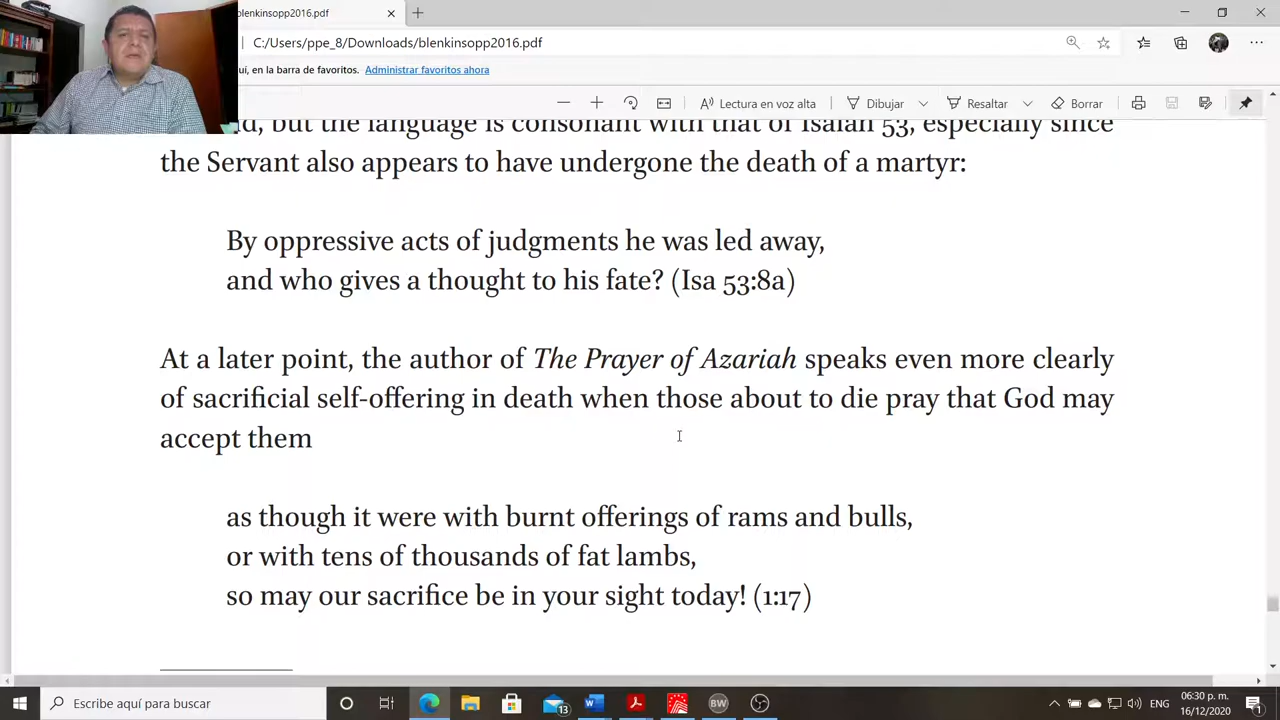 blenkinsopp2016.pdf
C:/Users/ppe_8/Downloads/blenkinsopp2016.pdf
en la barra de favoritos. Administrar favoritos ahora
Lectura en voz alta Dibujar Resaltar Borrar
but the language is consonant with that of Isaiah 53, especially since
the Servant also appears to have undergone the death of a martyr:
By oppressive acts of judgments he was led away,
and who gives a thought to his fate? (Isa 53:8a)
At a later point, the author of The Prayer of Azariah speaks even more clearly
of sacrificial self-offering in death when those about to die pray that God may
accept them
as though it were with burnt offerings of rams and bulls,
or with tens of thousands of fat lambs,
so may our sacrifice be in your sight today! (1:17)
Escribe aquí para buscar
13
BW
ENG
06:30 p. m.
16/12/2020